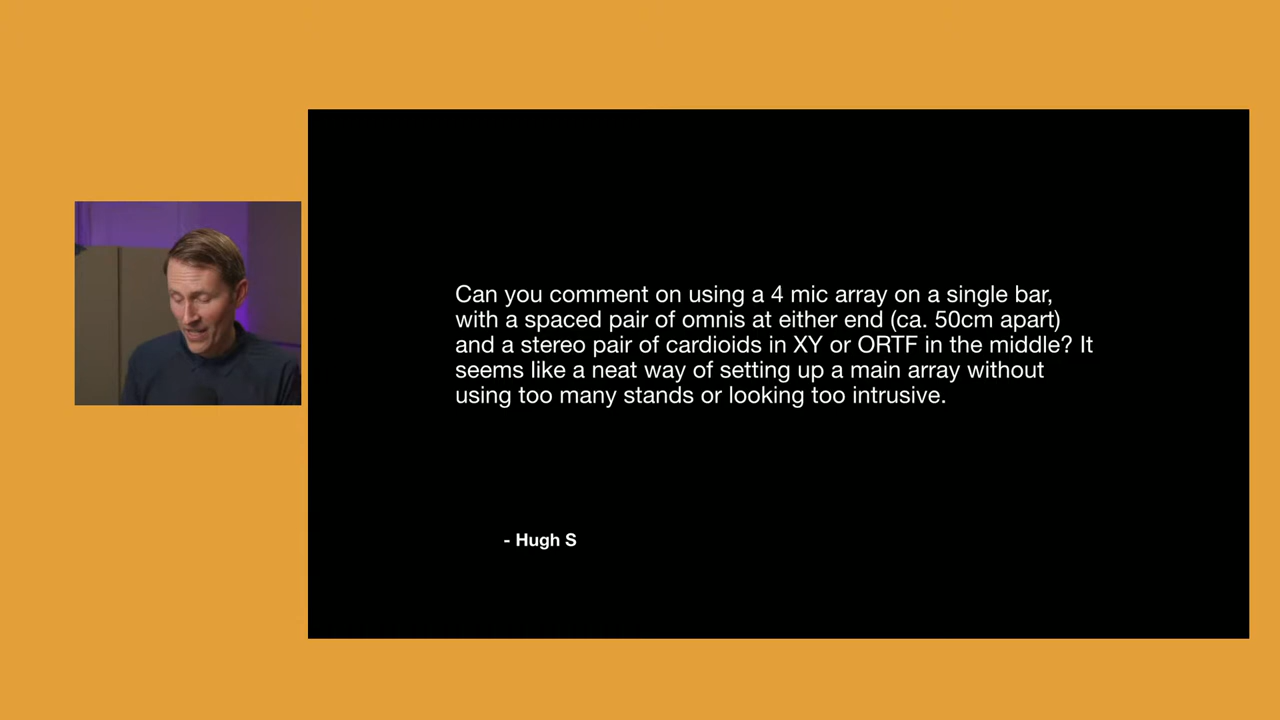 Can you comment on using a 4 mic array on a single bar,
with a spaced pair of omnis at either end (ca. 50cm apart)
and a stereo pair of cardioids in XY or ORTF in the middle? It
seems like a neat way of setting up a main array without
using too many stands or looking too intrusive.
- Hugh S